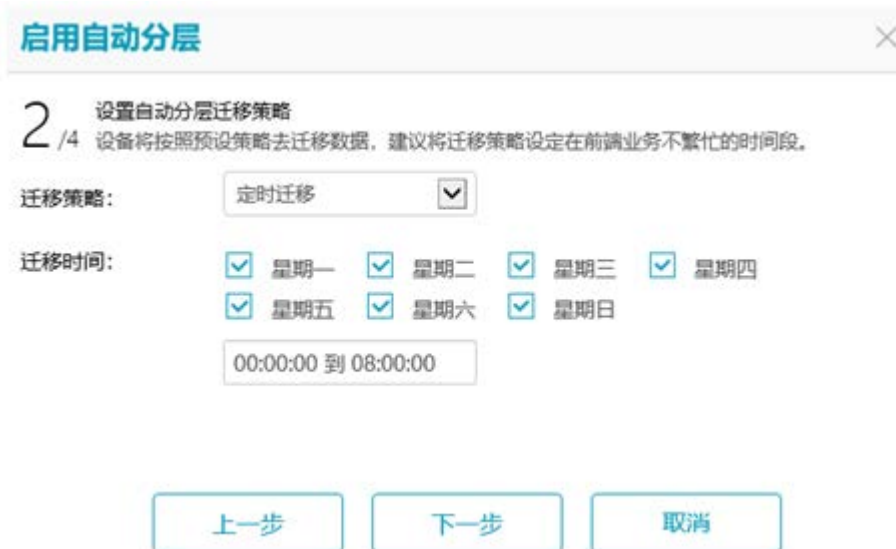 启用自动分层
2/4 设置自动分层迁移策略
设备将按照预设策略去迁移数据，建议将迁移策略设定在前端业务不繁忙的时间段。
迁移策略： 定时迁移
迁移时间： 星期一 星期二 星期三 星期四
星期五 星期六 星期日
00:00:00 到 08:00:00
上一步 下一步 取消